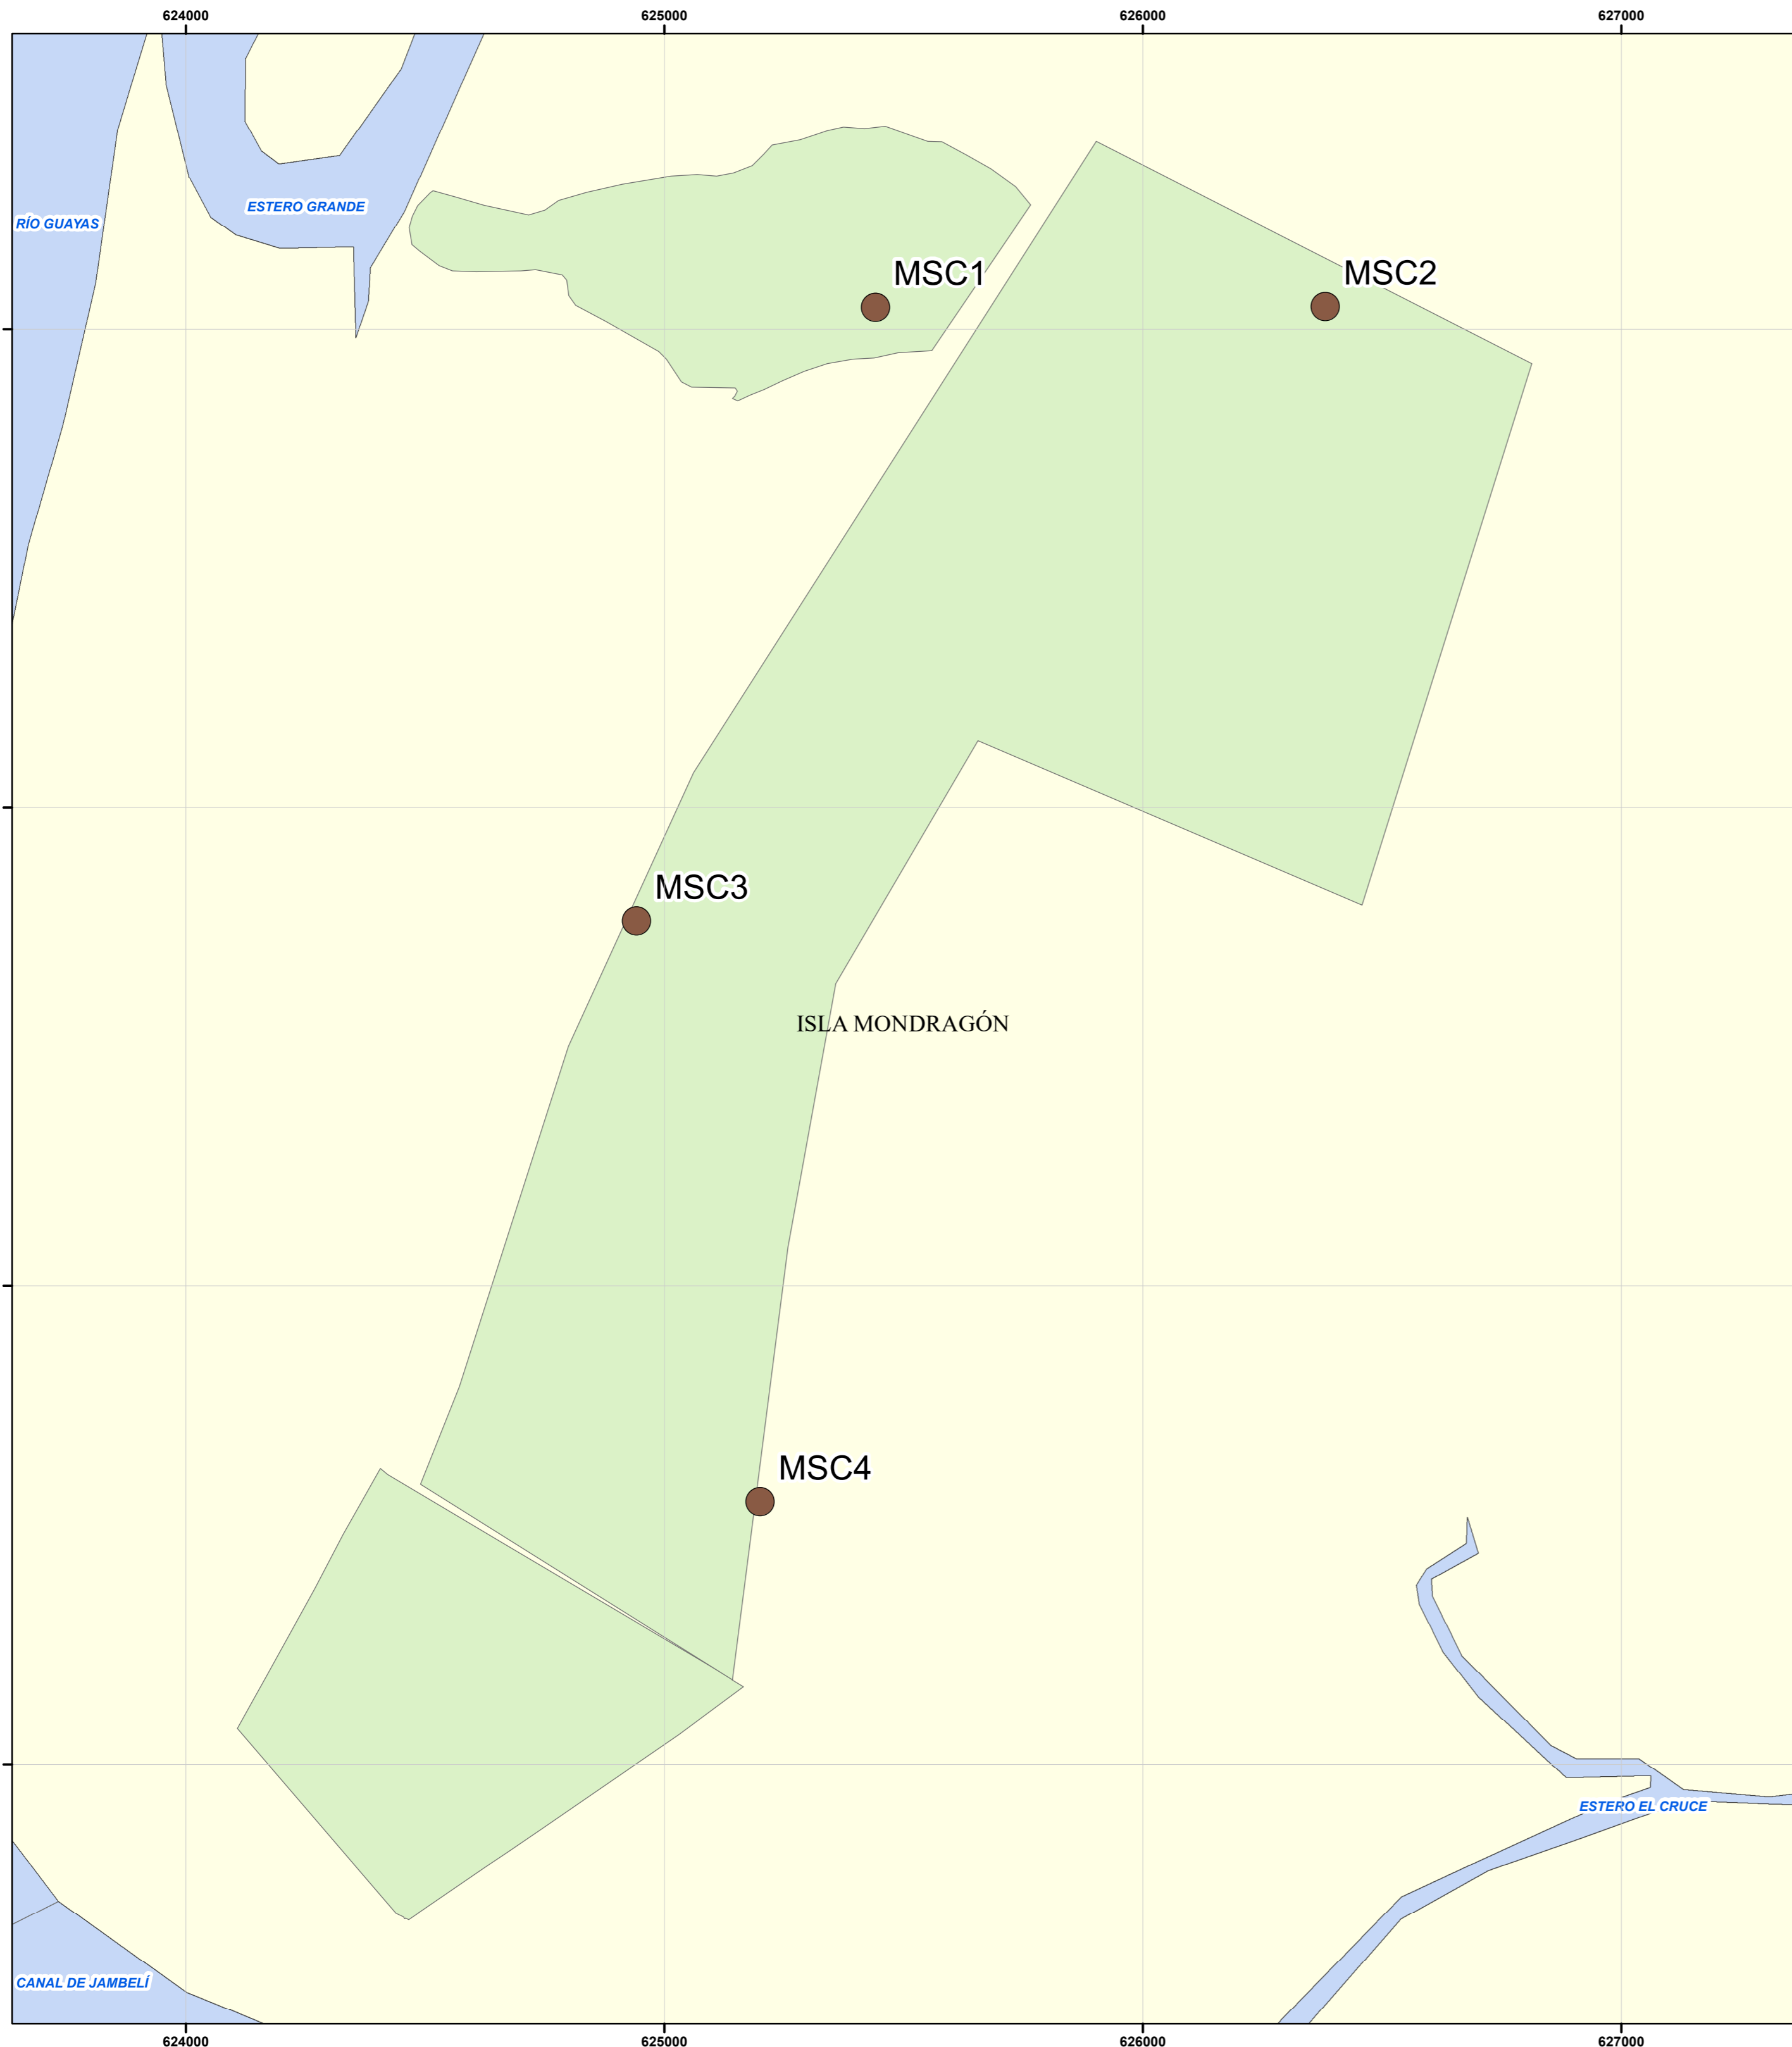 624000 625000 626000 627000
ESTERO GRANDE
RÍO GUAYAS
MSC1
MSC2
MSC3
ISLA MONDRAGÓN
MSC4
ESTERO EL CRUCE
CANAL DE JAMBELÍ
624000 625000 626000 627000